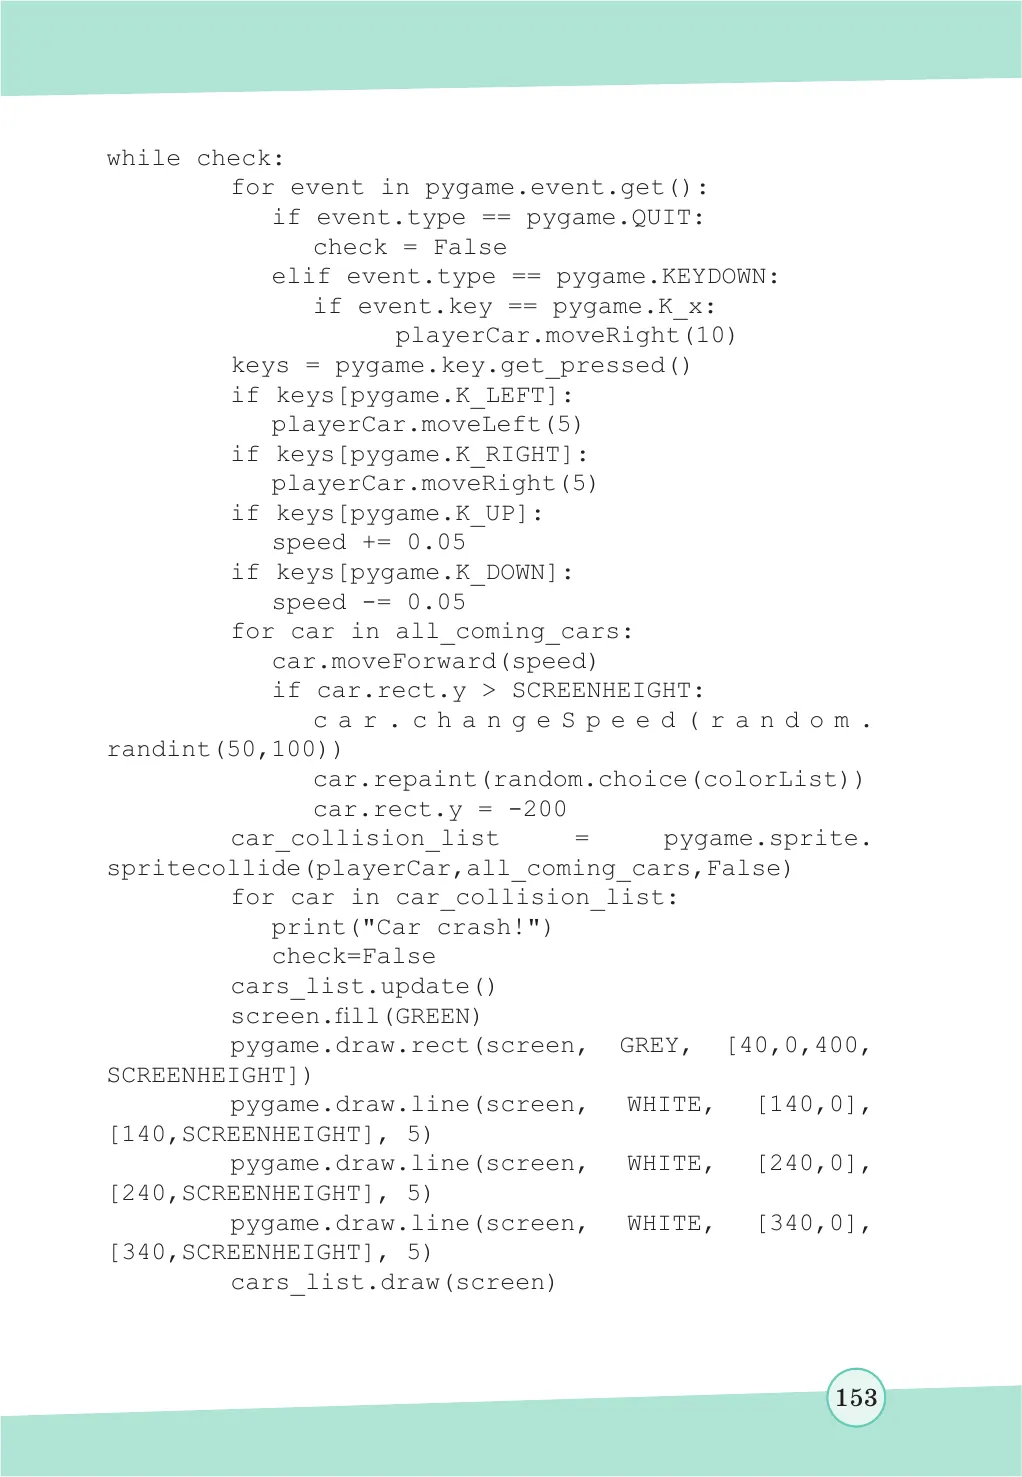 while check:
for event in pygame.event.get():
if event.type == pygame.QUIT:
check = False
elif event.type == pygame.KEYDOWN:
if event.key == pygame.K_x:
playerCar.moveRight(10)
keys = pygame.key.get_pressed()
if keys[pygame.K_LEFT]:
playerCar.moveLeft(5)
if keys[pygame.K_RIGHT]:
playerCar.moveRight(5)
if keys[pygame.K_UP]:
speed += 0.05
if keys[pygame.K_DOWN]:
speed -= 0.05
for car in all_coming_cars:
car.moveForward(speed)
if car.rect.y > SCREENHEIGHT:
car.changeSpeed(random.
randint(50,100))
car.repaint(random.choice(colorList))
car.rect.y = -200
car_collision_list = pygame.sprite.
spritecollide(playerCar,all_coming_cars,False)
for car in car_collision_list:
print("Car crash!")
check=False
cars_list.update()
screen.fill(GREEN)
pygame.draw.rect(screen, GREY, [40,0,400,
SCREENHEIGHT])
pygame.draw.line(screen, WHITE, [140,0],
[140,SCREENHEIGHT], 5)
pygame.draw.line(screen, WHITE, [240,0],
[240,SCREENHEIGHT], 5)
pygame.draw.line(screen, WHITE, [340,0],
[340,SCREENHEIGHT], 5)
cars_list.draw(screen)
153